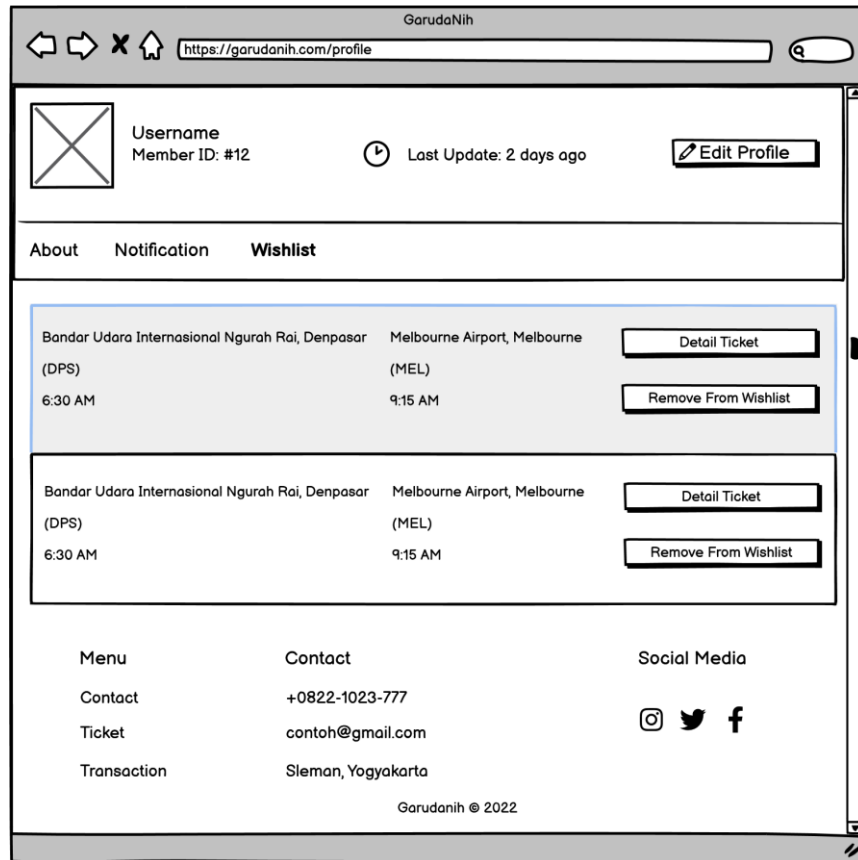 GarudaNih
https://garudanih.com/profile
Username
Member ID: #12
Last Update: 2 days ago
Edit Profile
About
Notification
Wishlist
Bandar Udara Internasional Ngurah Rai, Denpasar
(DPS)
6:30 AM
Melbourne Airport, Melbourne
(MEL)
9:15 AM
Detail Ticket
Remove From Wishlist
Bandar Udara Internasional Ngurah Rai, Denpasar
(DPS)
6:30 AM
Melbourne Airport, Melbourne
(MEL)
9:15 AM
Detail Ticket
Remove From Wishlist
Menu
Contact
Ticket
Transaction
Contact
+0822-1023-777
contoh@gmail.com
Sleman, Yogyakarta
Social Media
Garudanih © 2022